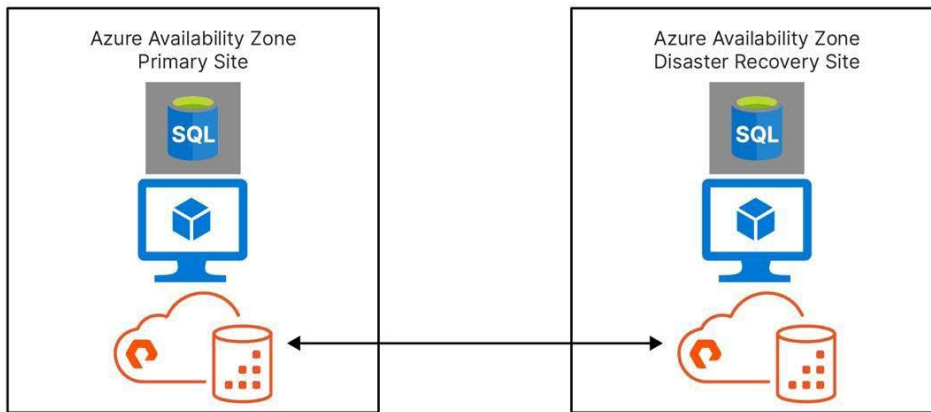 Azure Availability Zone
Primary Site
SQL
Azure Availability Zone
Disaster Recovery Site
SQL